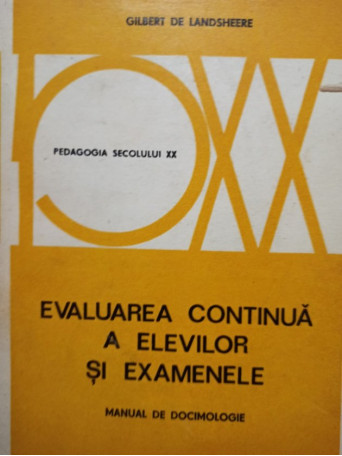 GILBERT DE LANDSHEERE
PEDAGOGIA SECOLULUI XX
EVALUAREA CONTINUĂ
A ELEVILOR
ȘI EXAMENELE
MANUAL DE DOCIMOLOGIE